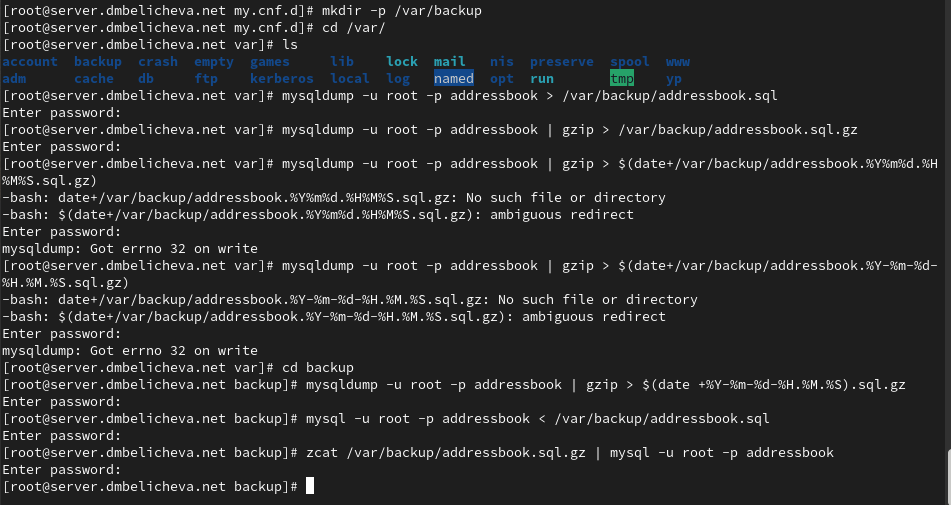 [root@server.dmbelicheva.net my.cnf.d]# mkdir -p /var/backup
[root@server.dmbelicheva.net my.cnf.d]# cd /var/
[root@server.dmbelicheva.net var]# ls
account  backup  crash  empty  games     lib    lock  mail   nis  preserve  spool  www
adm      cache   db     ftp    kerberos  local  log   named  opt  run       tmp    yp
[root@server.dmbelicheva.net var]# mysqldump -u root -p addressbook > /var/backup/addressbook.sql
Enter password:
[root@server.dmbelicheva.net var]# mysqldump -u root -p addressbook | gzip > /var/backup/addressbook.sql.gz
Enter password:
[root@server.dmbelicheva.net var]# mysqldump -u root -p addressbook | gzip > $(date+/var/backup/addressbook.%Y%m%d.%H
%M%S.sql.gz)
-bash: date+/var/backup/addressbook.%Y%m%d.%H%M%S.sql.gz: No such file or directory
-bash: $(date+/var/backup/addressbook.%Y%m%d.%H%M%S.sql.gz): ambiguous redirect
Enter password:
mysqldump: Got errno 32 on write
[root@server.dmbelicheva.net var]# mysqldump -u root -p addressbook | gzip > $(date+/var/backup/addressbook.%Y-%m-%d-
%H.%M.%S.sql.gz)
-bash: date+/var/backup/addressbook.%Y-%m-%d-%H.%M.%S.sql.gz: No such file or directory
-bash: $(date+/var/backup/addressbook.%Y-%m-%d-%H.%M.%S.sql.gz): ambiguous redirect
Enter password:
mysqldump: Got errno 32 on write
[root@server.dmbelicheva.net var]# cd backup
[root@server.dmbelicheva.net backup]# mysqldump -u root -p addressbook | gzip > $(date +%Y-%m-%d-%H.%M.%S).sql.gz
Enter password:
[root@server.dmbelicheva.net backup]# mysql -u root -p addressbook < /var/backup/addressbook.sql
Enter password:
[root@server.dmbelicheva.net backup]# zcat /var/backup/addressbook.sql.gz | mysql -u root -p addressbook
Enter password:
[root@server.dmbelicheva.net backup]#